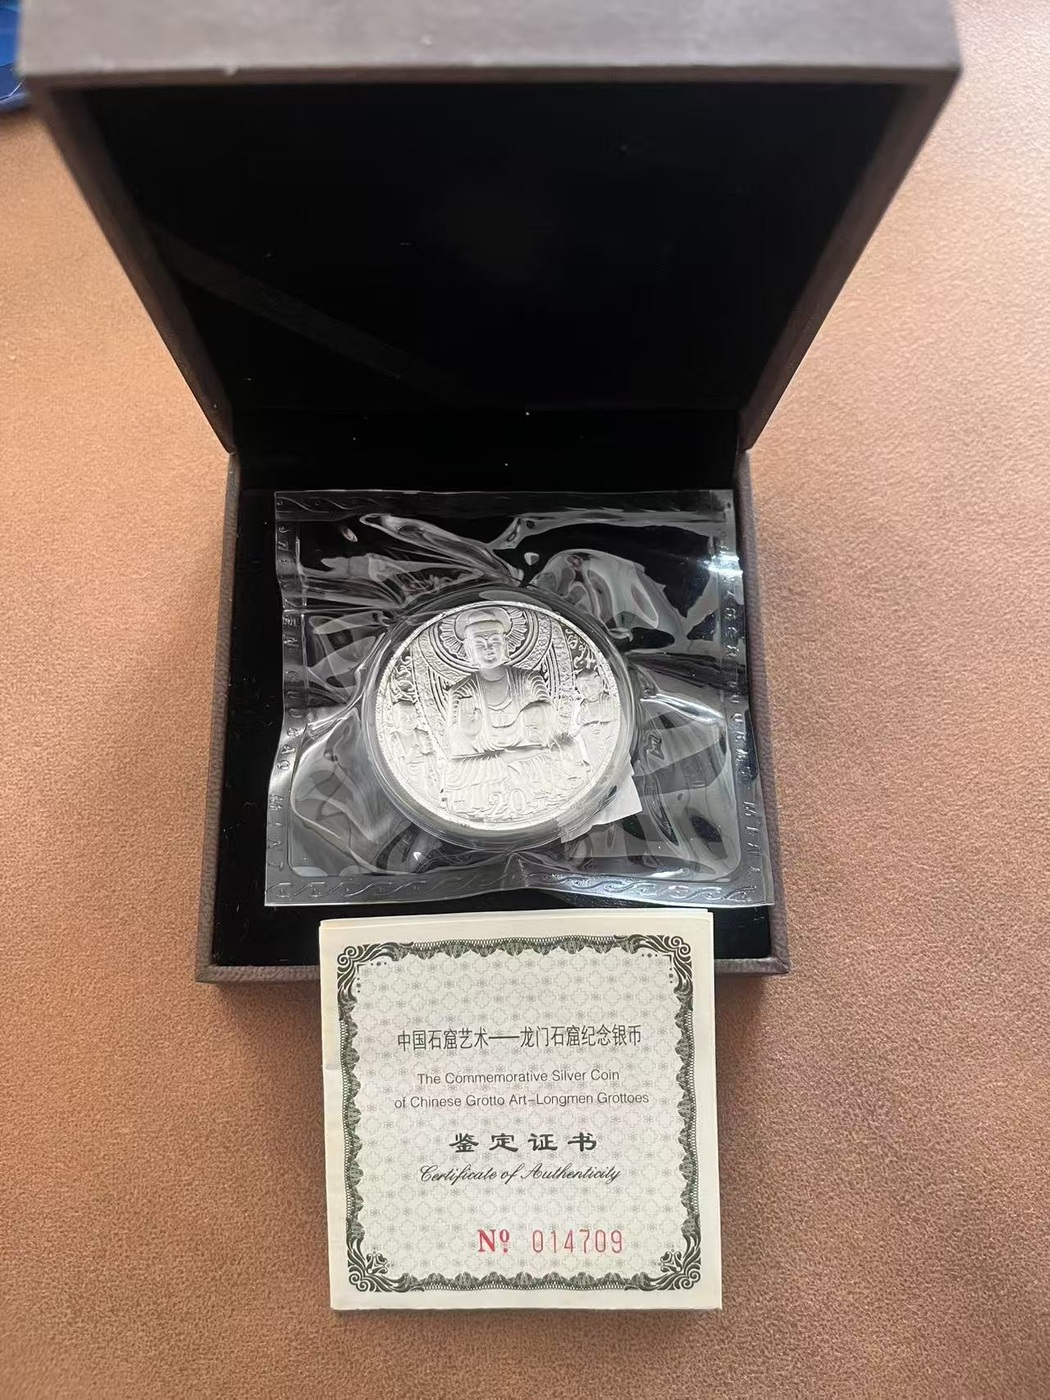 中国石窟艺术——龙门石窟纪念银币
The Commemorative Silver Coin
of Chinese Grotto Art-Longmen Grottoes
鉴定证书
Certificate of Authenticity
Nº 014709